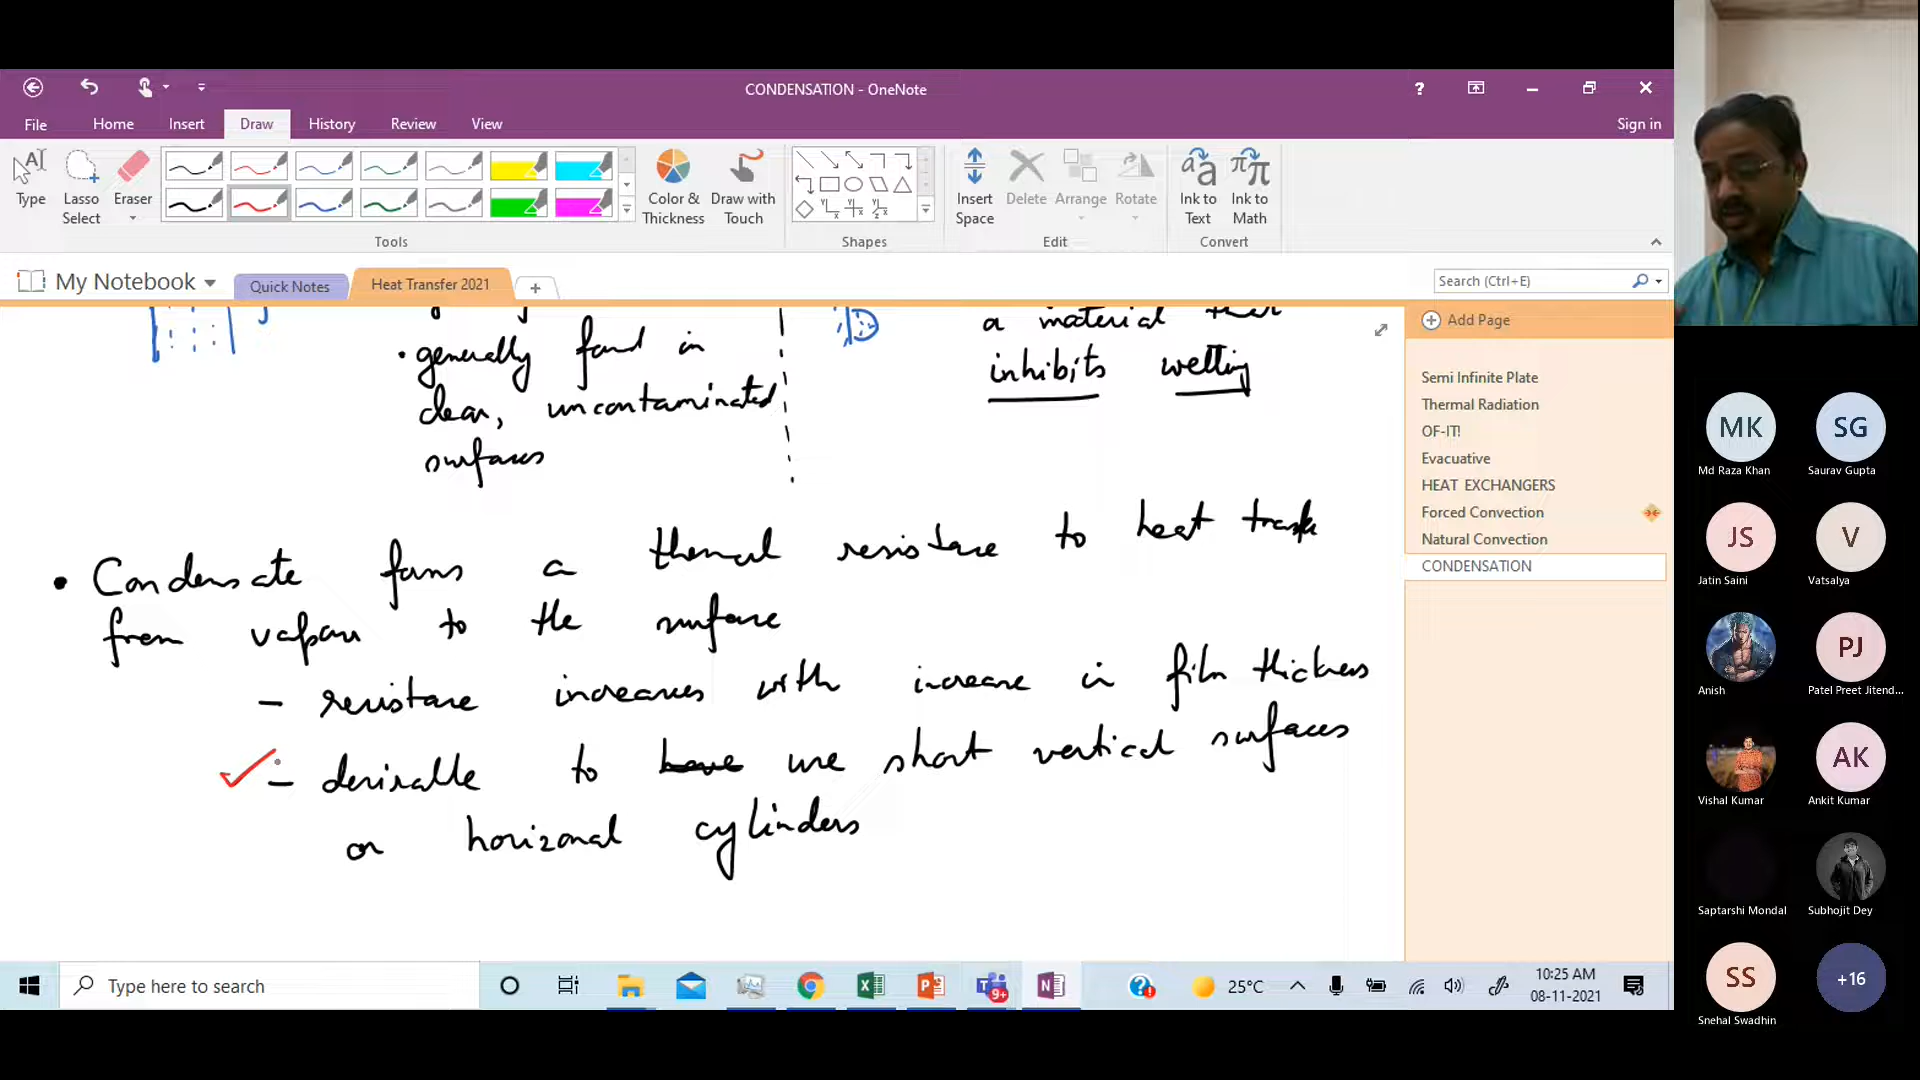 CONDENSATION - OneNote
?
File Home Insert Draw History Review View
Sign in
Type
Lasso Select
Eraser
Color & Thickness
Draw with Touch
Insert Space
Delete
Arrange
Rotate
Ink to Text
Ink to Math
Tools
Shapes
Edit
Convert
My Notebook
Quick Notes
Heat Transfer 2021
Search (Ctrl+E)
Add Page
Semi Infinite Plate
Thermal Radiation
OF-IT!
Evacuative
HEAT EXCHANGERS
Forced Convection
Natural Convection
CONDENSATION
• generally found in
clean, uncontaminated
surfaces
a material that
inhibits wetting
• Condensate forms a thermal resistance to heat transfer
from vapour to the surface
– resistance increases with increase in film thickness
– desirable to have use short vertical surfaces
or horizonal cylinders
Type here to search
9+
25°C
10:25 AM
08-11-2021
MK
Md Raza Khan
SG
Saurav Gupta
JS
Jatin Saini
V
Vatsalya
Anish
PJ
Patel Preet Jitend...
Vishal Kumar
AK
Ankit Kumar
Saptarshi Mondal
Subhojit Dey
SS
Snehal Swadhin
+16